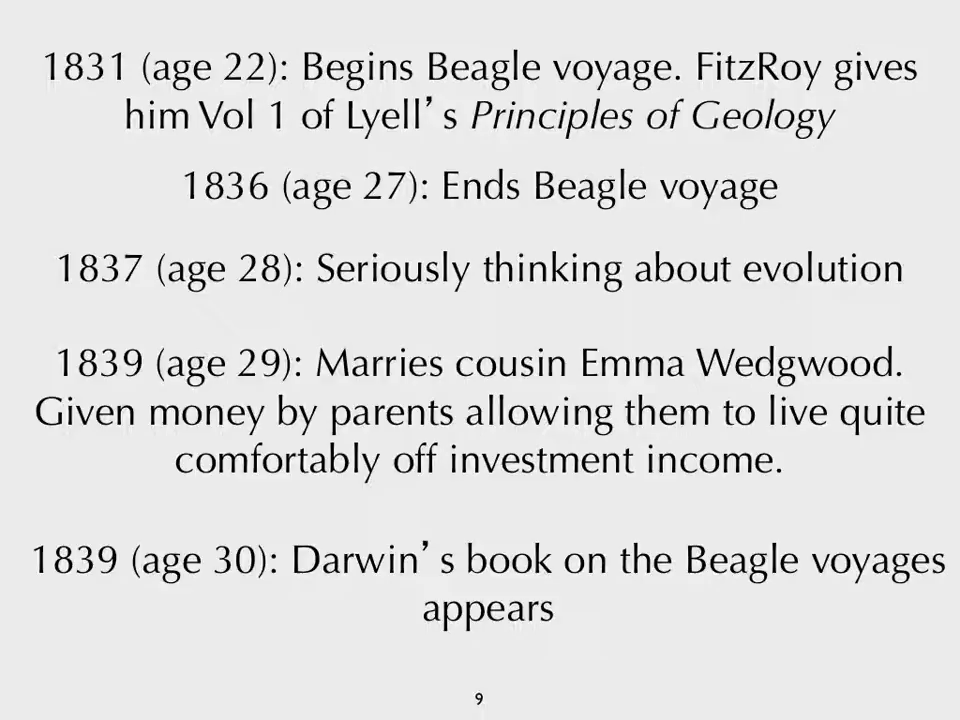 1831 (age 22): Begins Beagle voyage. FitzRoy gives
him Vol 1 of Lyell’s Principles of Geology
1836 (age 27): Ends Beagle voyage
1837 (age 28): Seriously thinking about evolution
1839 (age 29): Marries cousin Emma Wedgwood.
Given money by parents allowing them to live quite
comfortably off investment income.
1839 (age 30): Darwin’s book on the Beagle voyages
appears
9